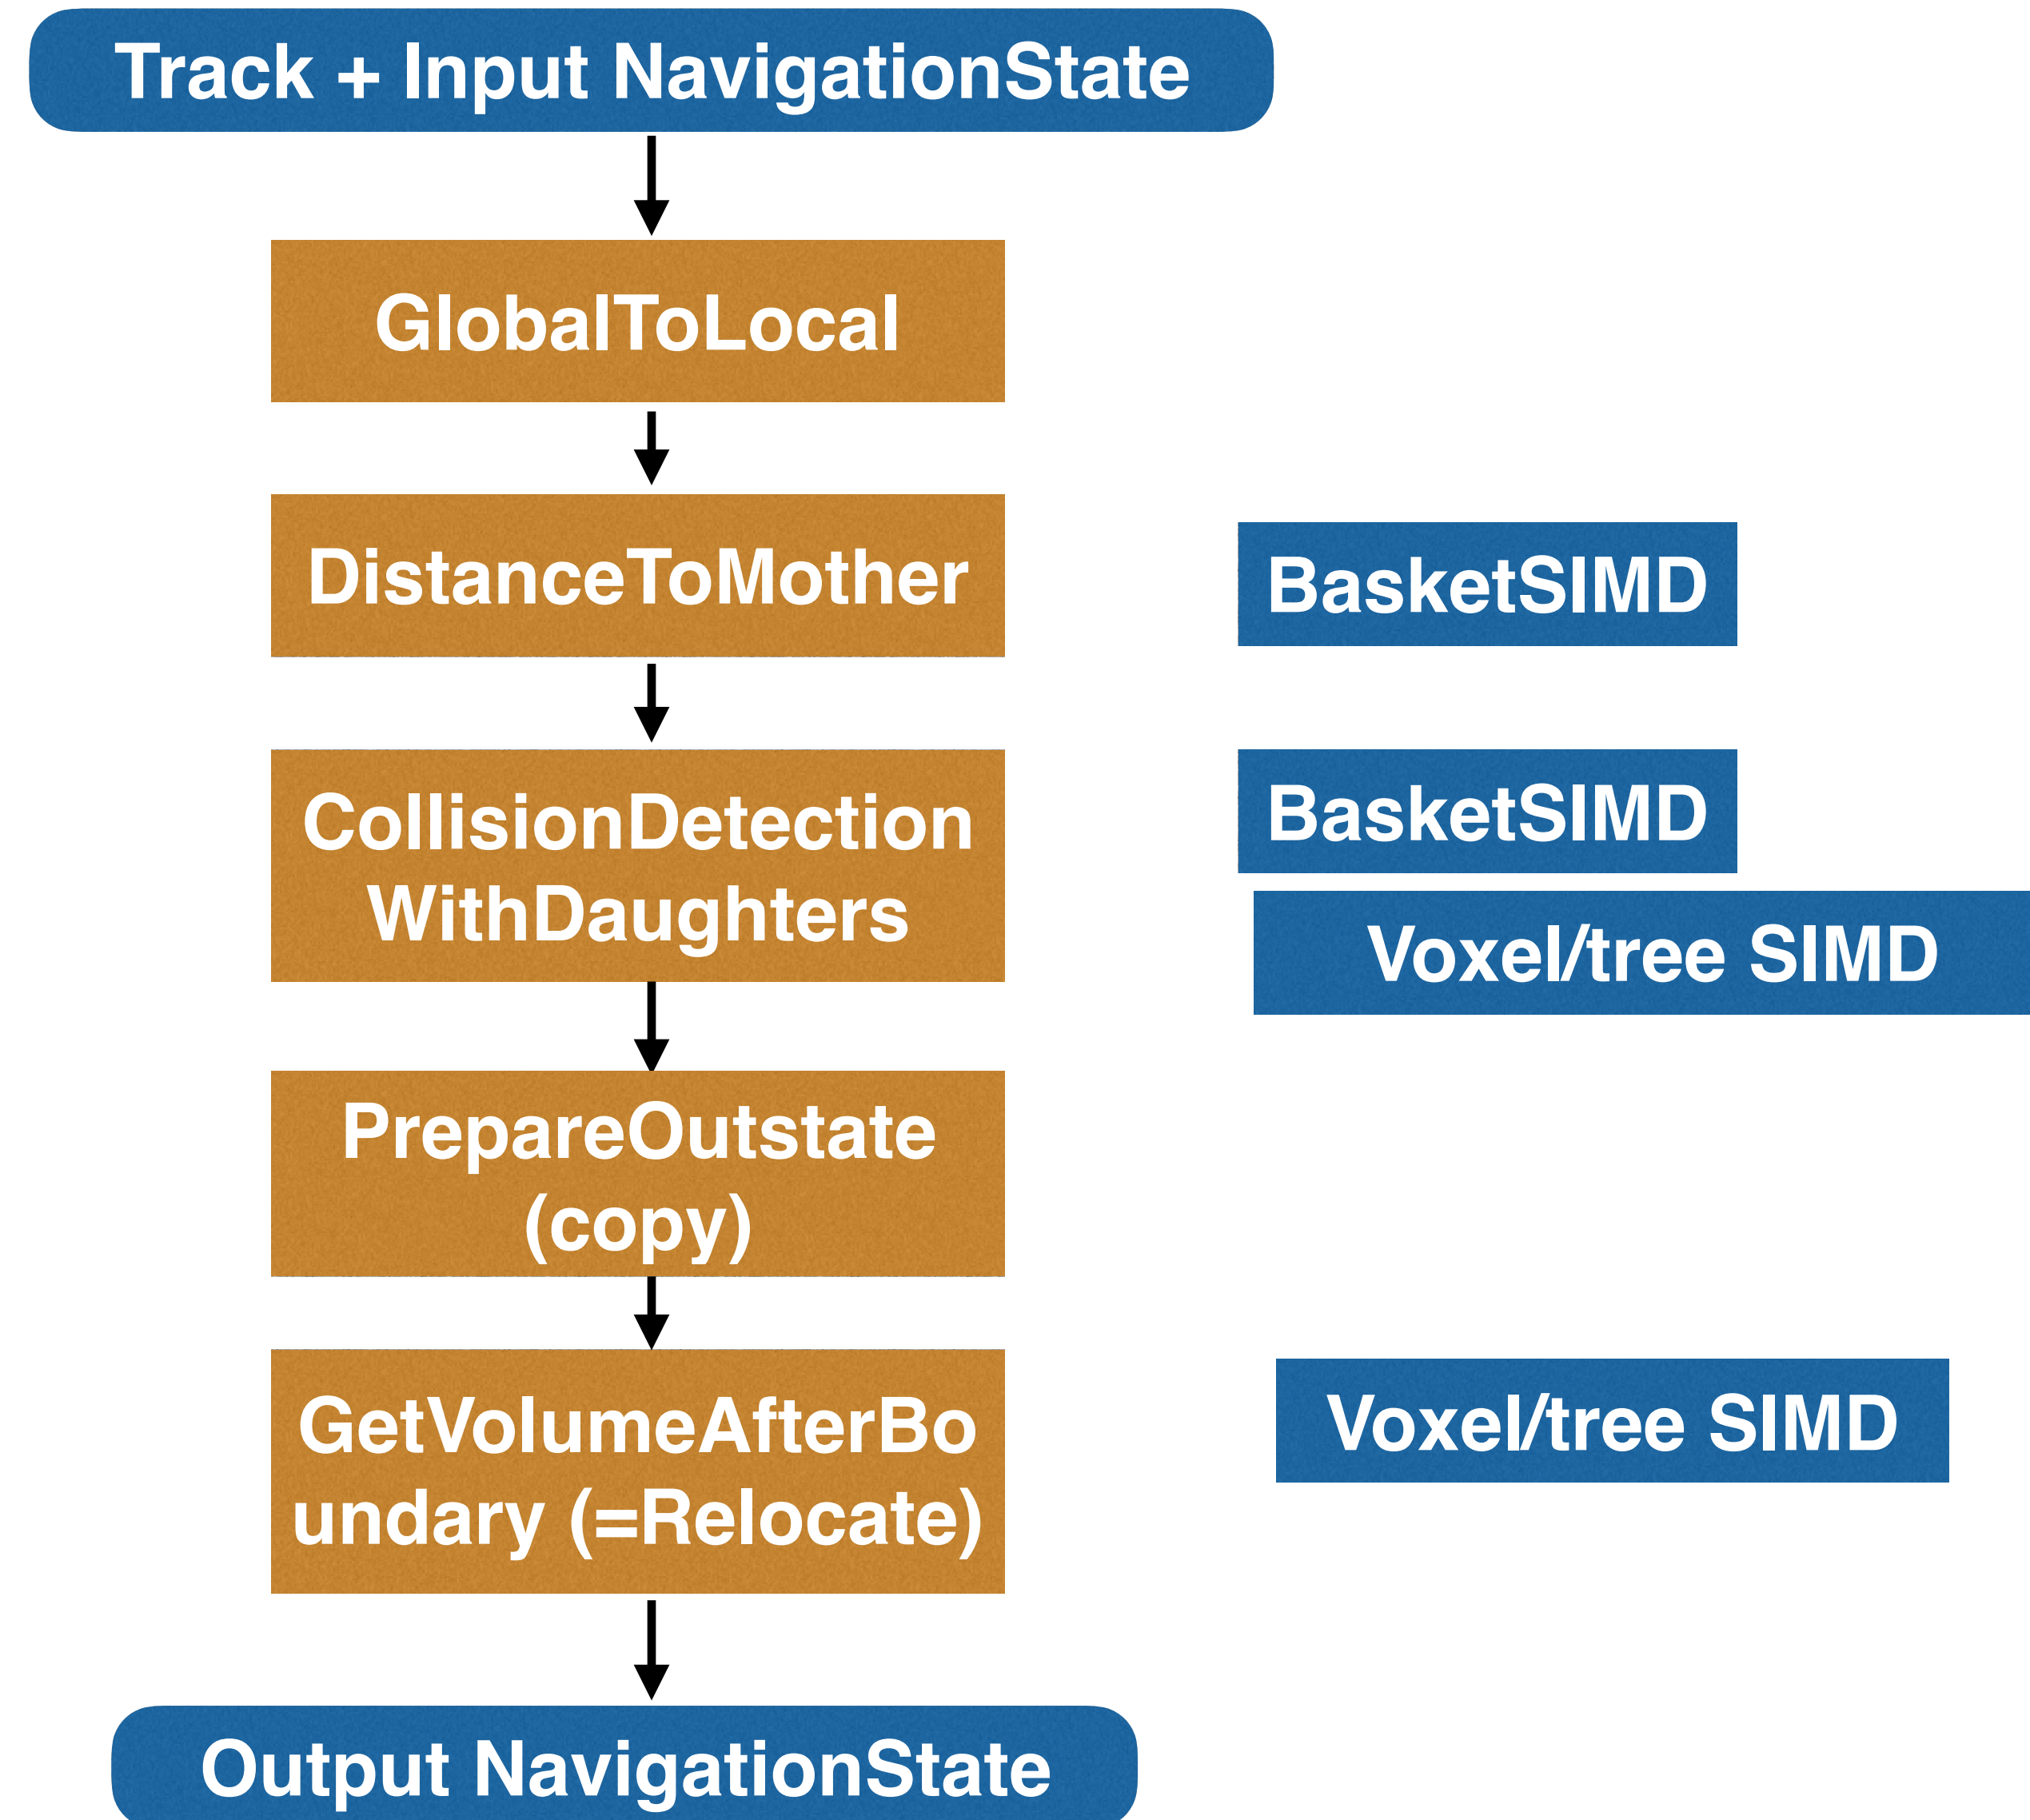 Track + Input NavigationState
GlobalToLocal
DistanceToMother
BasketSIMD
CollisionDetection
WithDaughters
BasketSIMD
Voxel/tree SIMD
PrepareOutstate
(copy)
GetVolumeAfterBo
undary (=Relocate)
Voxel/tree SIMD
Output NavigationState